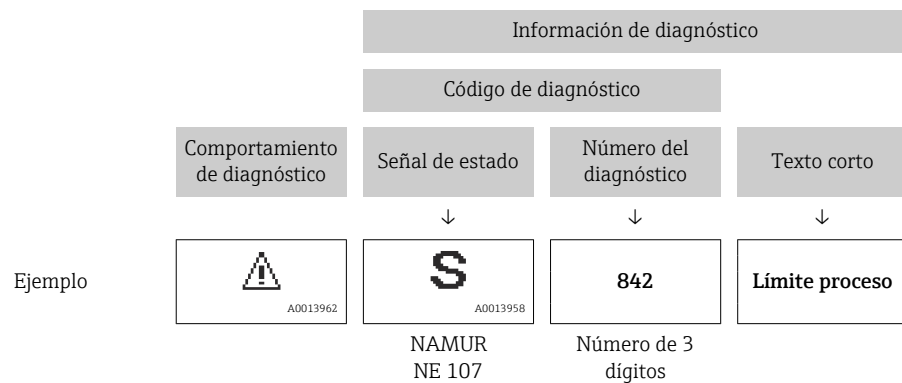 Información de diagnóstico
Código de diagnóstico
Comportamiento
de diagnóstico
Señal de estado
Número del
diagnóstico
Texto corto
↓ ↓ ↓
Ejemplo
A0013962
S
A0013958
842
Límite proceso
NAMUR
NE 107
Número de 3
dígitos